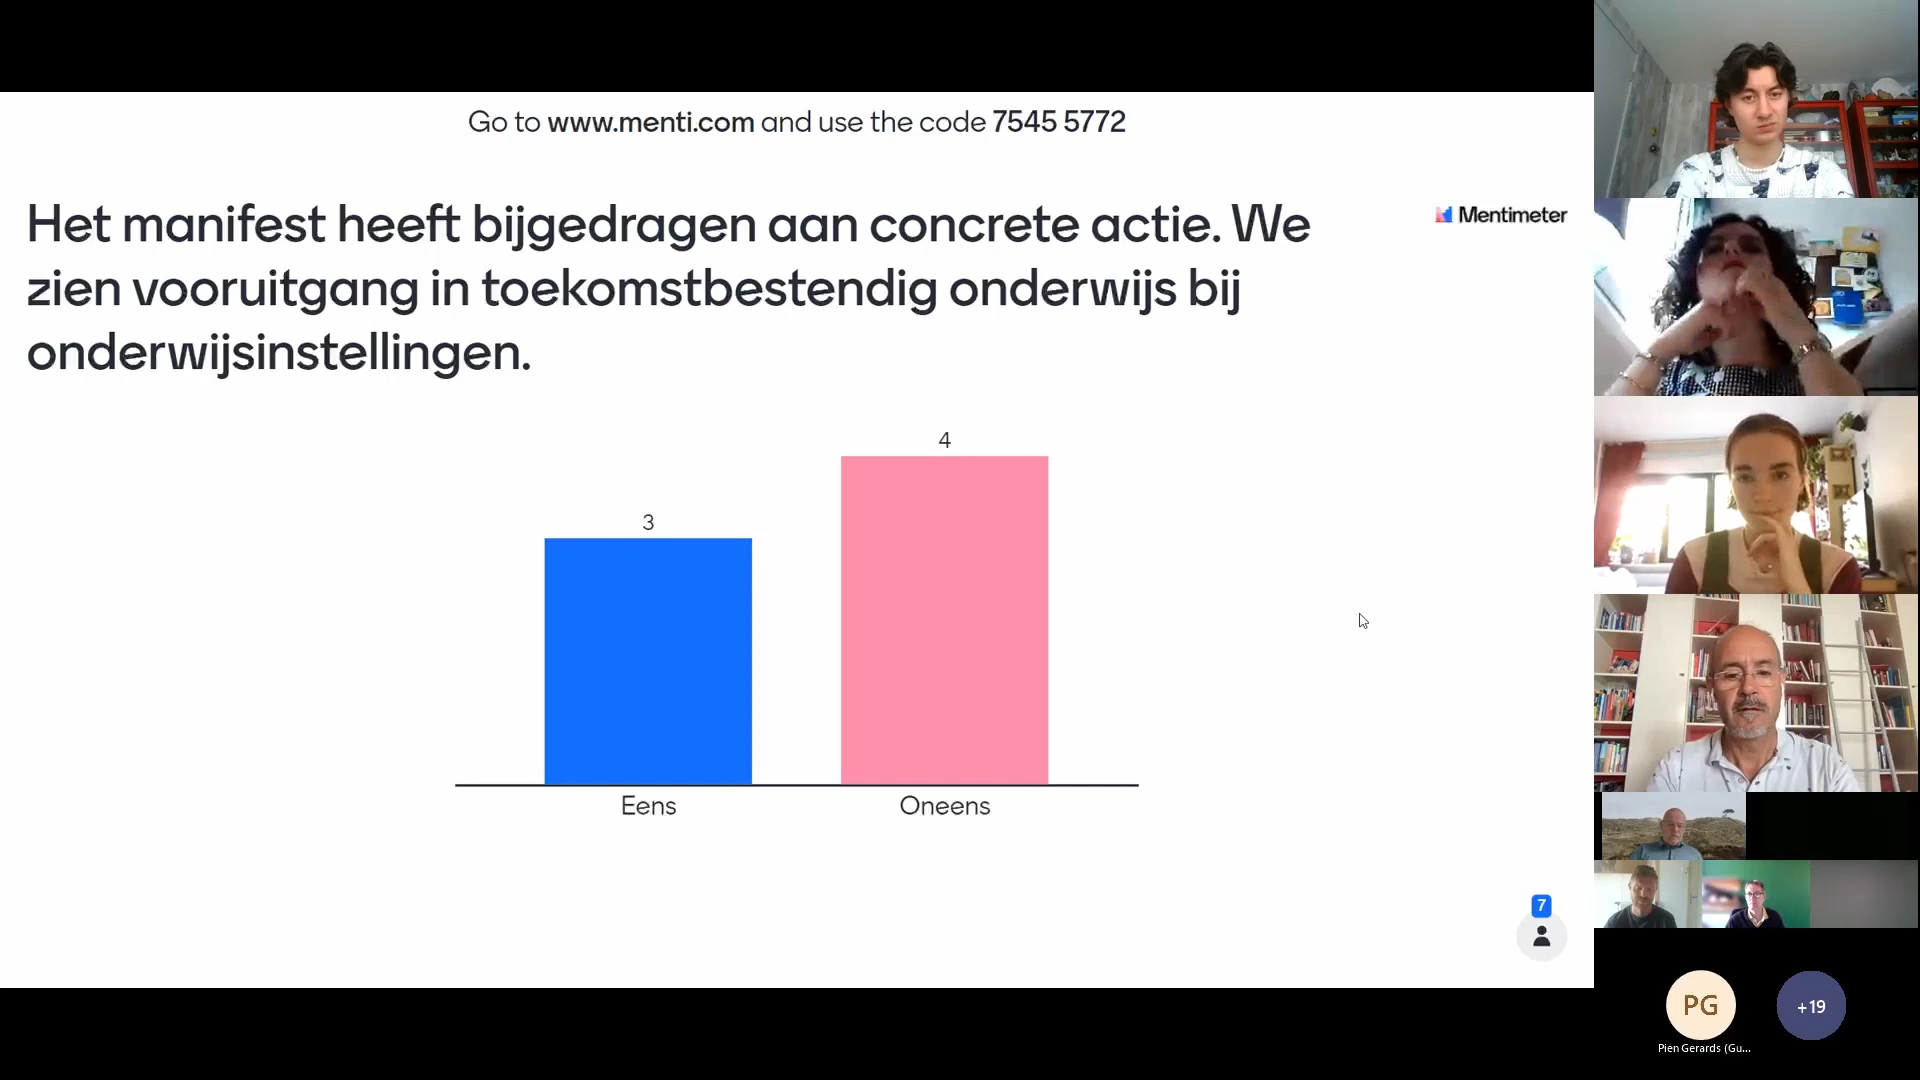 Go to www.menti.com and use the code 7545 5772
Het manifest heeft bijgedragen aan concrete actie. We
zien vooruitgang in toekomstbestendig onderwijs bij
onderwijsinstellingen.
Mentimeter
3
4
Eens
Oneens
7
PG
+19
Pien Gerards (Gu...